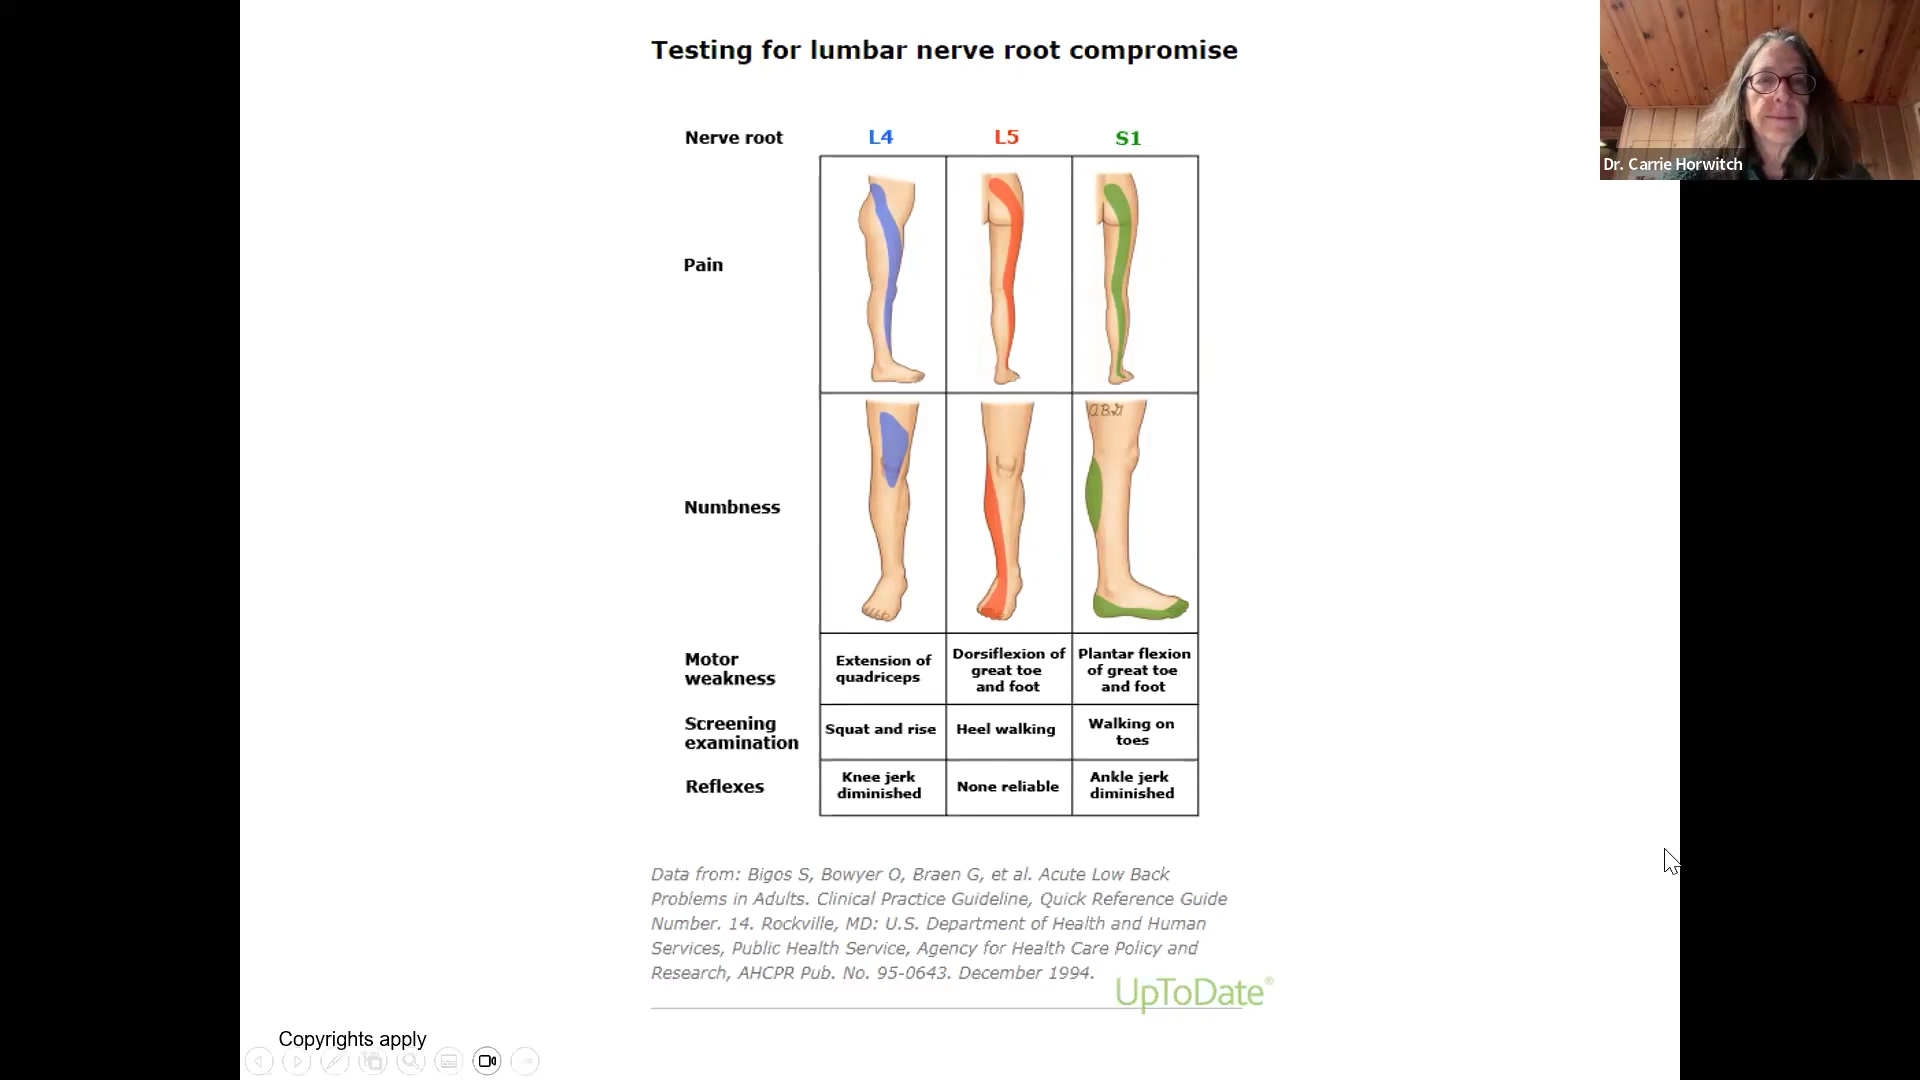 Testing for lumbar nerve root compromise
Dr. Carrie Horwitch
Nerve root
L4
L5
S1
Pain
Numbness
Motor
weakness
Extension of
quadriceps
Dorsiflexion of
great toe
and foot
Plantar flexion
of great toe
and foot
Screening
examination
Squat and rise
Heel walking
Walking on
toes
Reflexes
Knee jerk
diminished
None reliable
Ankle jerk
diminished
Data from: Bigos S, Bowyer O, Braen G, et al. Acute Low Back
Problems in Adults. Clinical Practice Guideline, Quick Reference Guide
Number. 14. Rockville, MD: U.S. Department of Health and Human
Services, Public Health Service, Agency for Health Care Policy and
Research, AHCPR Pub. No. 95-0643. December 1994.
UpToDate®
Copyrights apply